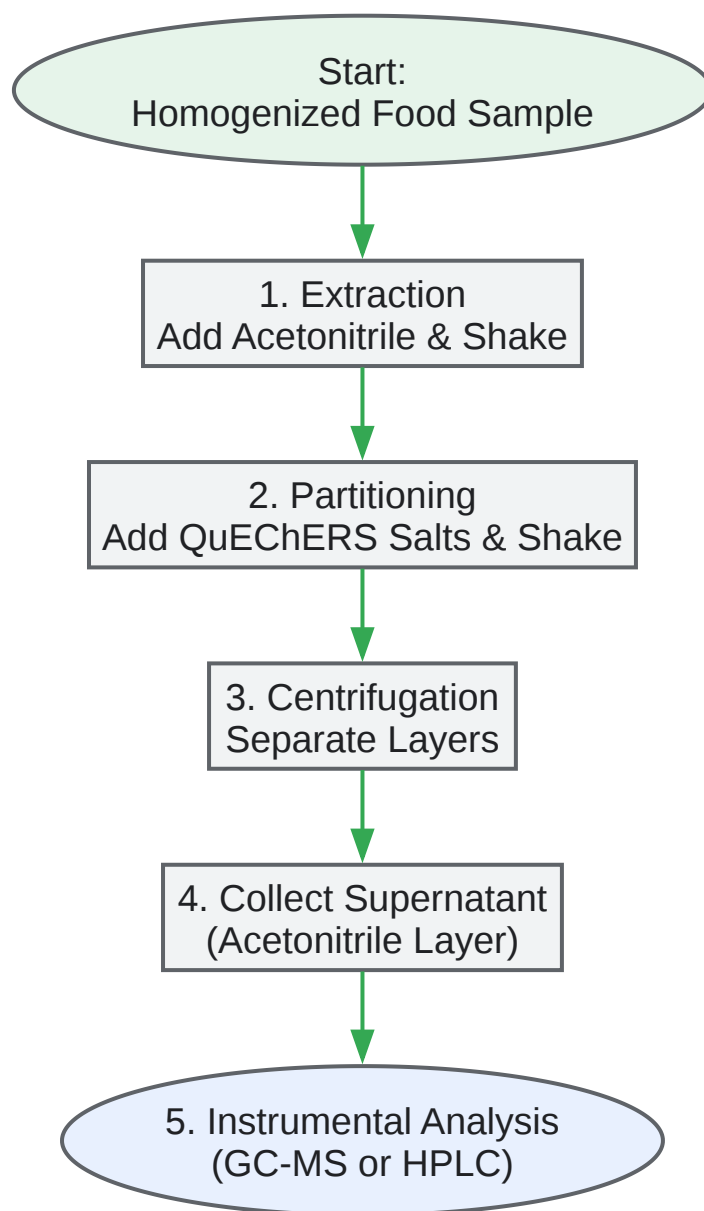 Start:
Homogenized Food Sample
1. Extraction
Add Acetonitrile & Shake
2. Partitioning
Add QuEChERS Salts & Shake
3. Centrifugation
Separate Layers
4. Collect Supernatant
(Acetonitrile Layer)
5. Instrumental Analysis
(GC-MS or HPLC)